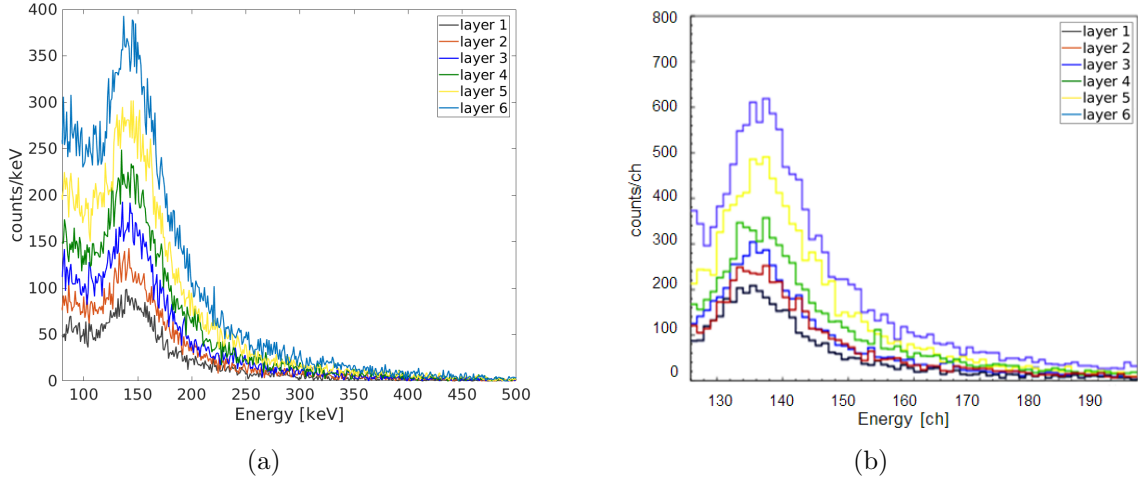 400
350
300
250
200
150
100
50
0
counts/keV
layer 1
layer 2
layer 3
layer 4
layer 5
layer 6
100 150 200 250 300 350 400 450 500
Energy [keV]
(a)
800
700
600
500
400
300
200
100
0
counts/ch
layer 1
layer 2
layer 3
layer 4
layer 5
layer 6
130 140 150 160 170 180 190
Energy [ch]
(b)